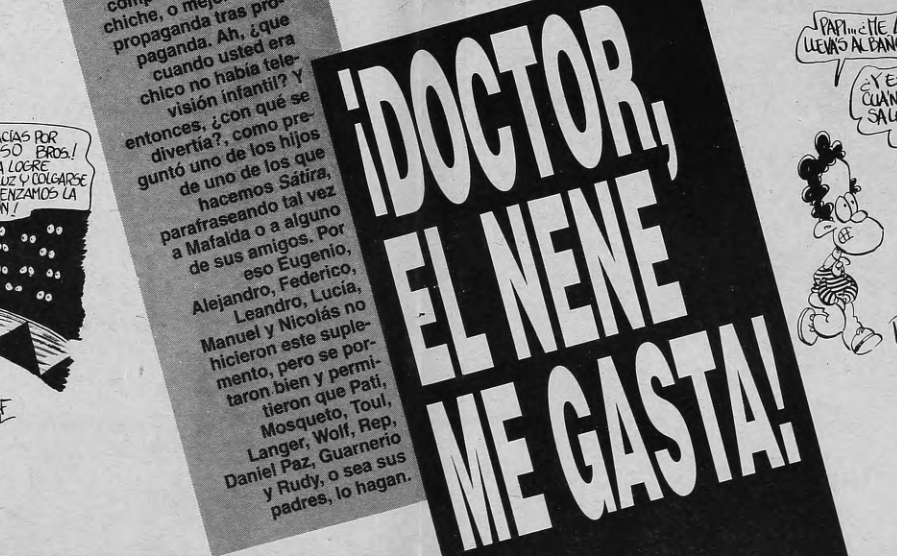 chiche, o mejor
propaganda tras pro-
paganda. Ah, ¿que
cuando usted era
chico no había tele-
visión infantil? Y
entonces, ¿con qué se
divertía?, como pre-
guntó uno de los hijos
de uno de los que
hacemos Sátira,
parafraseando tal vez
a Mafalda o a alguno
de sus amigos. Por
eso Eugenio,
Alejandro, Federico,
Leandro, Lucía,
Manuel y Nicolás no
hicieron este suple-
mento, pero se por-
taron bien y permi-
tieron que Pati,
Mosqueto, Toul,
Langer, Wolf, Rep,
Daniel Paz, Guarnerio
y Rudy, o sea sus
padres, lo hagan.
¡DOCTOR,
EL NENE
ME GASTA!
POR
BROS.!
LOGRE
Y COLGARSE
LA
PAPI... ¿ME
LLEVÁS AL
¿Y